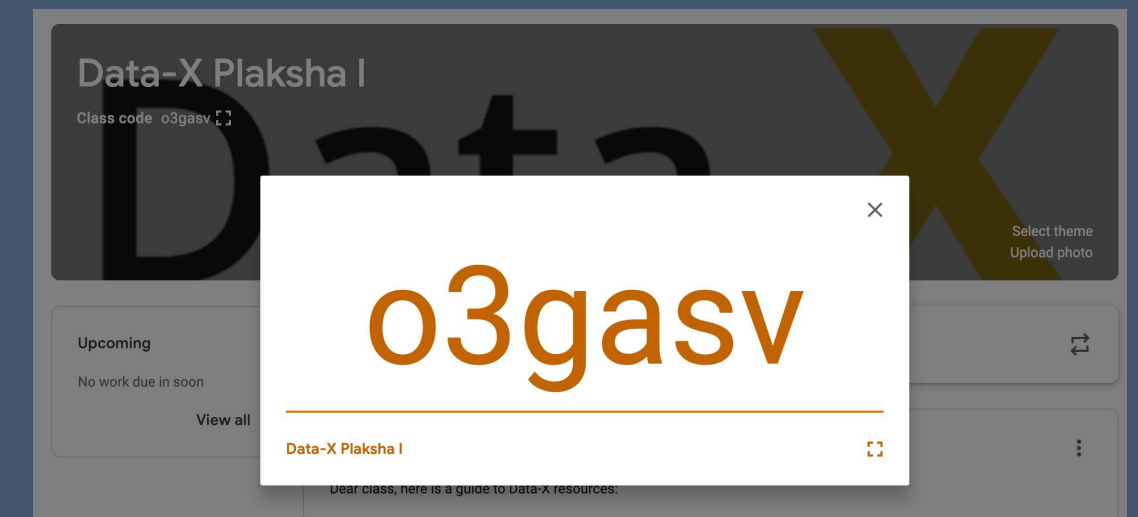 Data-X Plaksha I
Class code o3gasv
Data X
Select theme
Upload photo
o3gasv
Data-X Plaksha I
Upcoming
No work due in soon
View all
Dear class, here is a guide to Data-X resources: